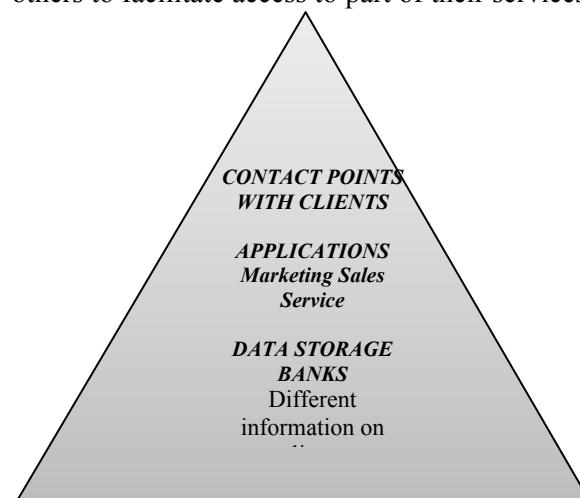 others to facilitate access to part of their services
CONTACT POINTS
WITH CLIENTS
APPLICATIONS
Marketing Sales
Service
DATA STORAGE
BANKS
Different
information on